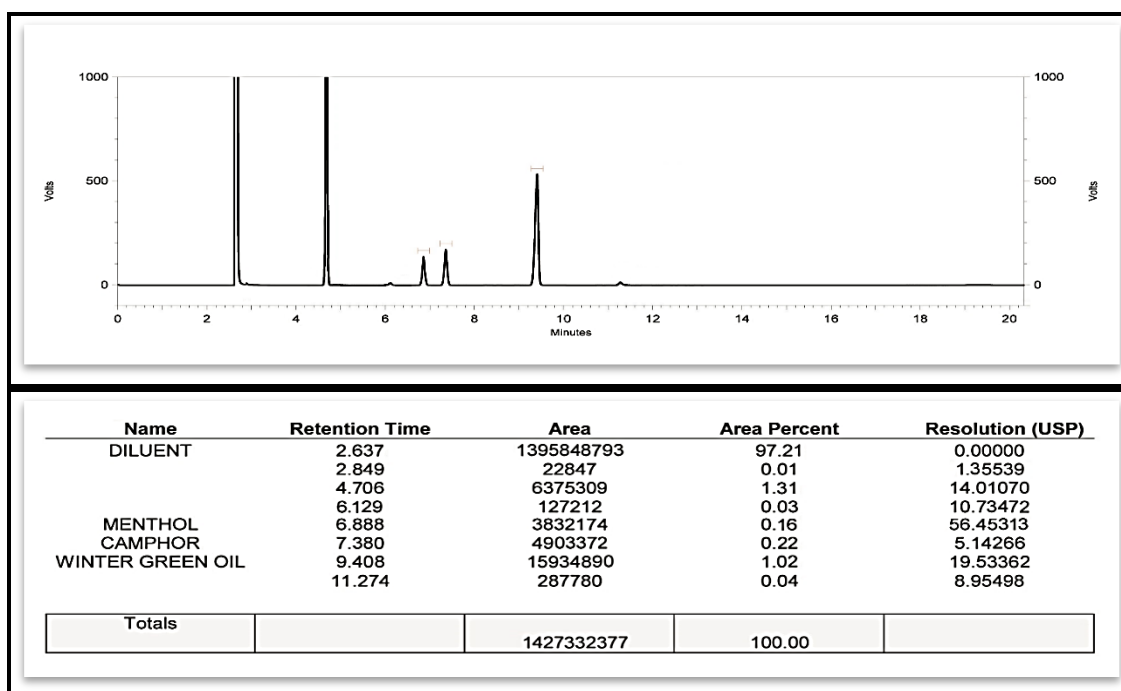 1000 1000
Volts 500 500 Volts
0 0
0 2 4 6 8 10 12 14 16 18 20
Minutes
Name Retention Time Area Area Percent Resolution (USP)
DILUENT 2.637 1395848793 97.21 0.00000
2.849 22847 0.01 1.35539
4.706 6375309 1.31 14.01070
6.129 127212 0.03 10.73472
MENTHOL 6.888 3832174 0.16 56.45313
CAMPHOR 7.380 4903372 0.22 5.14266
WINTER GREEN OIL 9.408 15934890 1.02 19.53362
11.274 287780 0.04 8.95498
Totals
1427332377 100.00